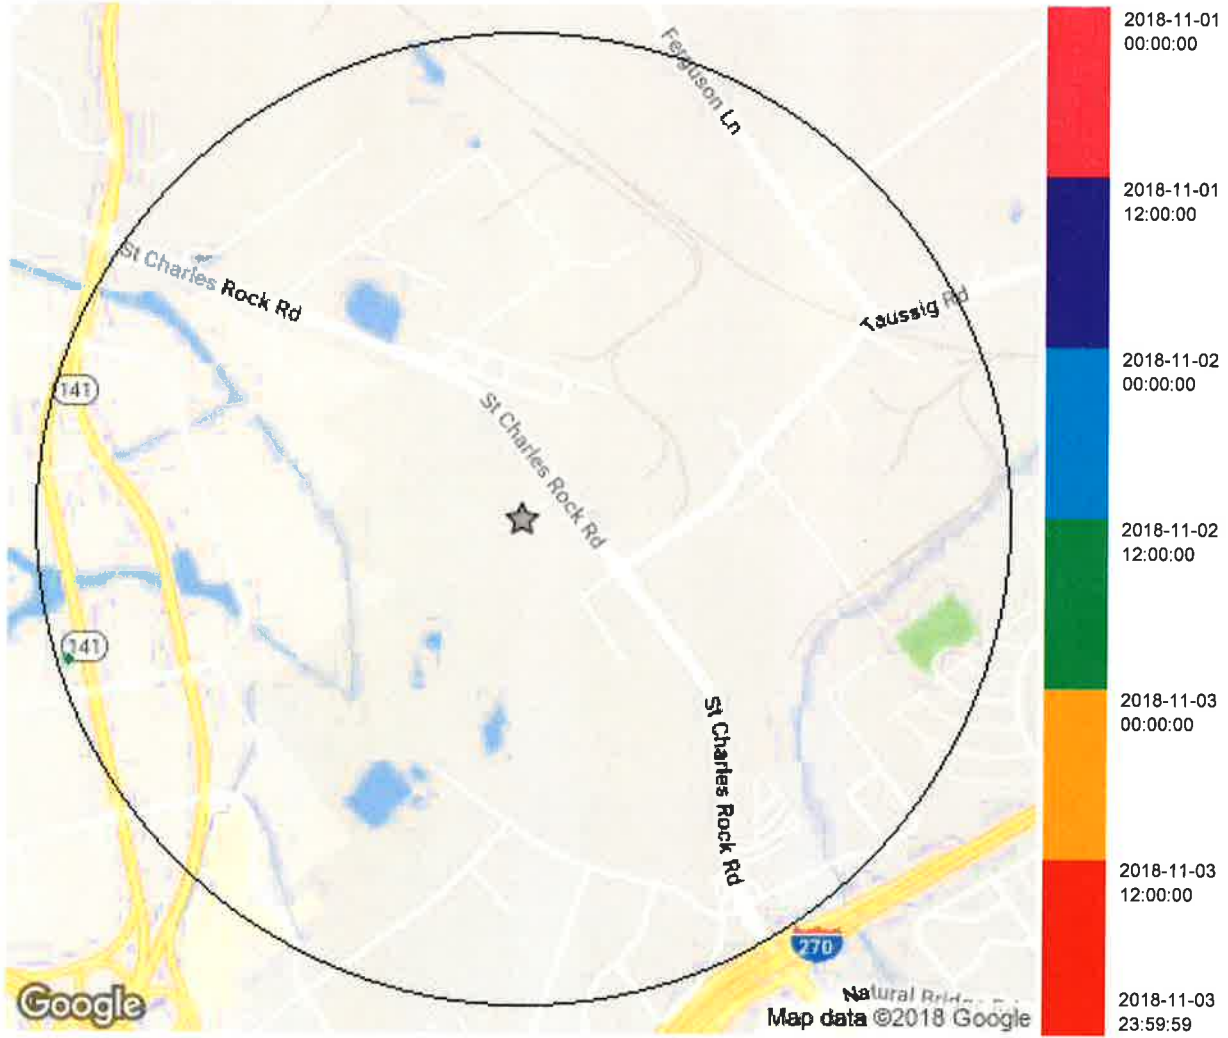 Ferguson Ln
St Charles Rock Rd
Taussig RD
141
St Charles Rock Rd
141
St Charles Rock Rd
270
Google
Natural
Map data ©2018 Google
2018-11-01
00:00:00
2018-11-01
12:00:00
2018-11-02
00:00:00
2018-11-02
12:00:00
2018-11-03
00:00:00
2018-11-03
12:00:00
2018-11-03
23:59:59